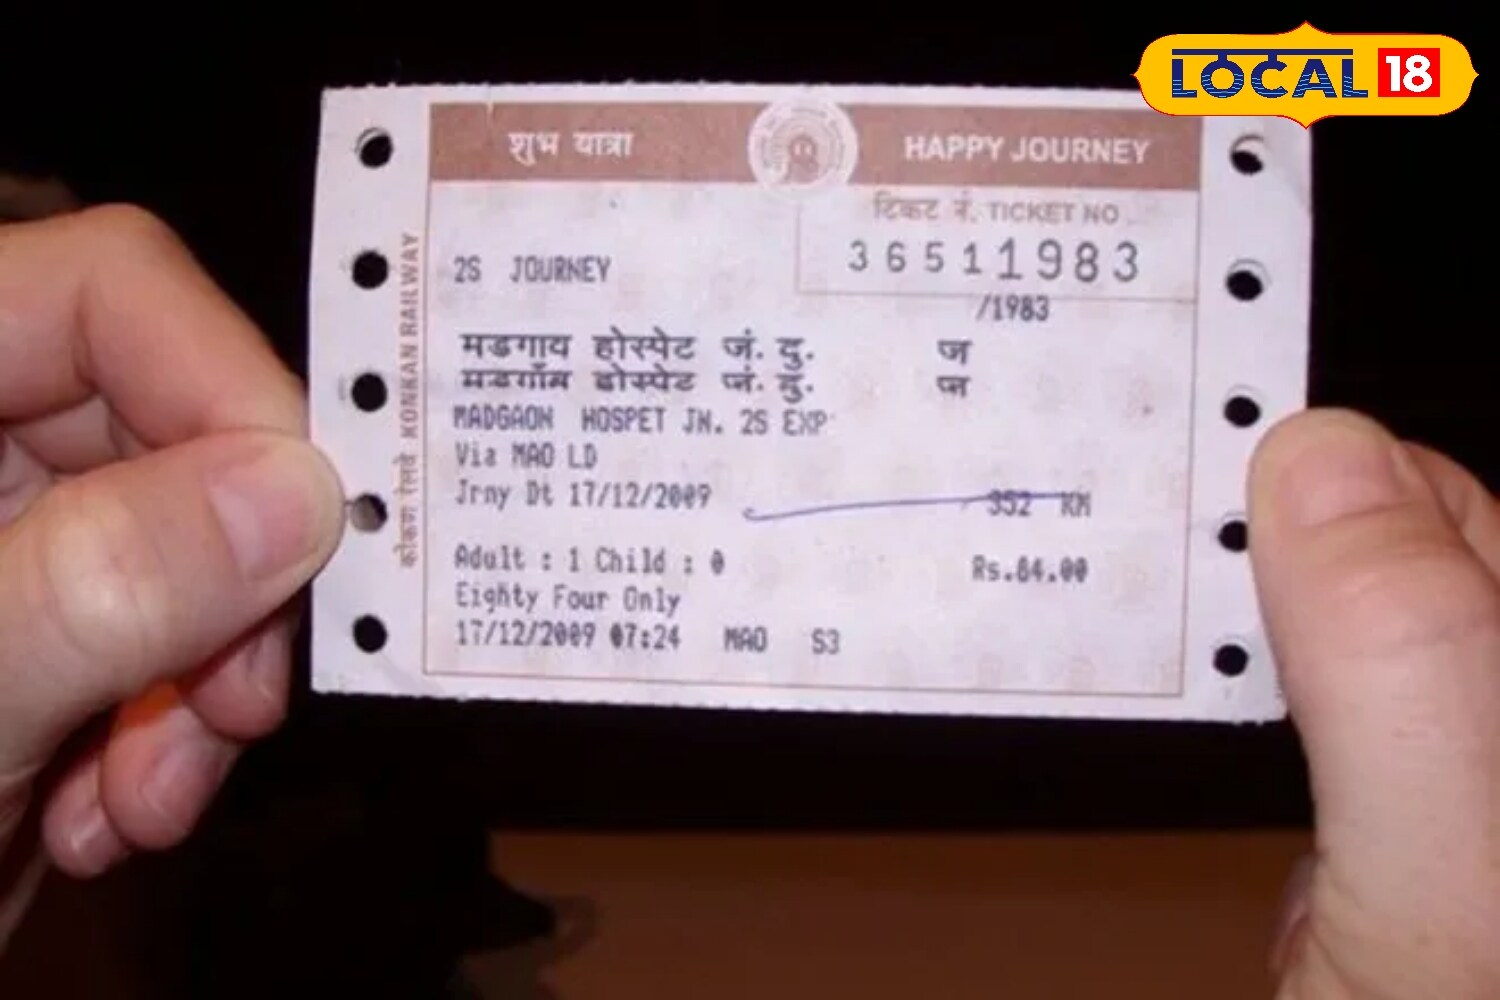 LOCAL 18
शुभ यात्रा HAPPY JOURNEY
टिकट नं. TICKET NO.
36511983
2S JOURNEY
/1983
मडगाव होस्पेट जं. दु. ज
मडगाँव होस्पेट जं. दु. ज
MADGAON HOSPET JN. 2S EXP
Via MAO LD
Jrny Dt 17/12/2009 352 KM
Adult : 1 Child : 0 Rs.84.00
Eighty Four Only
17/12/2009 07:24 MAO S3
कोंकण रेलवे KONKAN RAILWAY